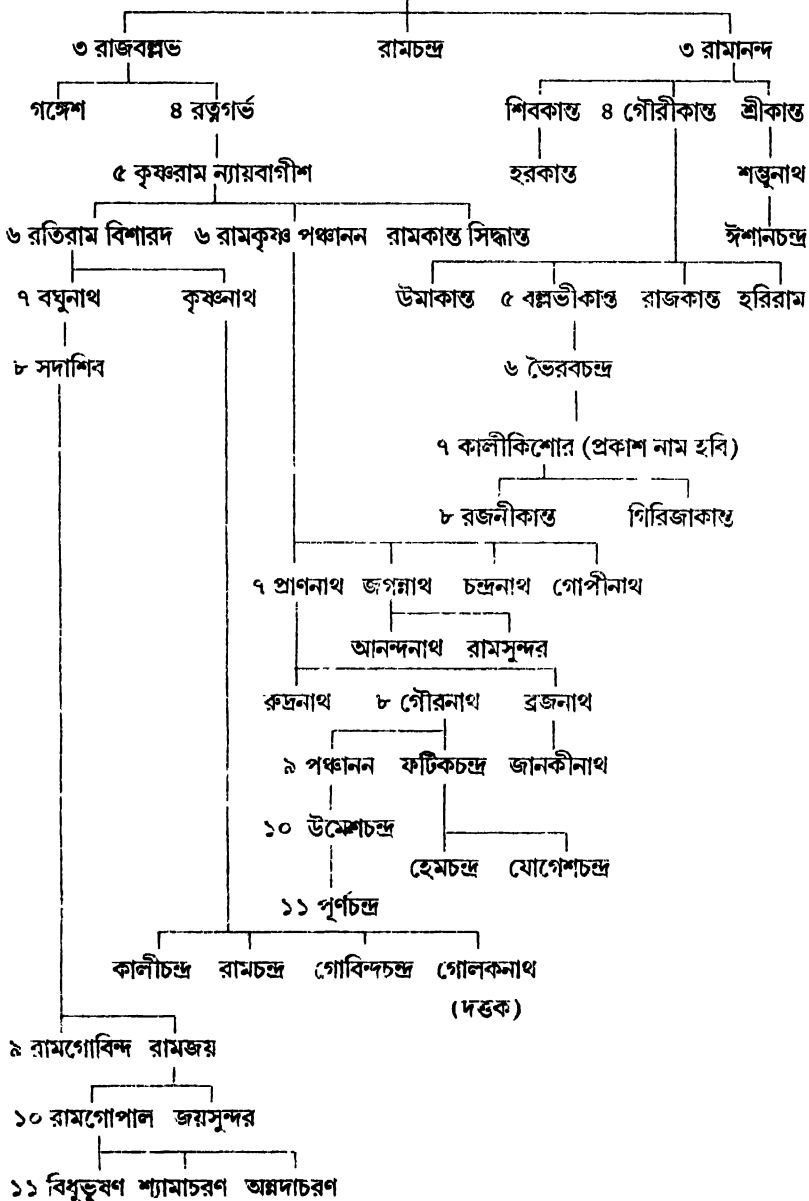 ৩ রাজবল্লভ রামচন্দ্র ৩ রামানন্দ
গঙ্গেশ ৪ রত্নগর্ভ শিবকান্ত ৪ গৌরীকান্ত শ্রীকান্ত
৫ কৃষ্ণরাম ন্যায়বাগীশ হরকান্ত শম্ভুনাথ
৬ রতিরাম বিশারদ ৬ রামকৃষ্ণ পঞ্চানন রামকান্ত সিদ্ধান্ত ঈশানচন্দ্র
৭ বঘুনাথ কৃষ্ণনাথ উমাকান্ত ৫ বল্লভীকান্ত রাজকান্ত হরিরাম
৮ সদাশিব ৬ ভৈরবচন্দ্র
৭ কালীকিশোর (প্রকাশ নাম হবি)
৮ রজনীকান্ত গিরিজাকান্ত
৭ প্রাণনাথ জগন্নাথ চন্দ্রনাথ গোপীনাথ
আনন্দনাথ রামসুন্দর
রুদ্রনাথ ৮ গৌরনাথ ব্রজনাথ
৯ পঞ্চানন ফটিকচন্দ্র জানকীনাথ
১০ উমেশচন্দ্র
হেমচন্দ্র যোগেশচন্দ্র
১১ পূর্ণচন্দ্র
কালীচন্দ্র রামচন্দ্র গোবিন্দচন্দ্র গোলকনাথ
(দত্তক)
৯ রামগোবিন্দ রামজয়
১০ রামগোপাল জয়সুন্দর
১১ বিধুভূষণ শ্যামাচরণ অন্নদাচরণ